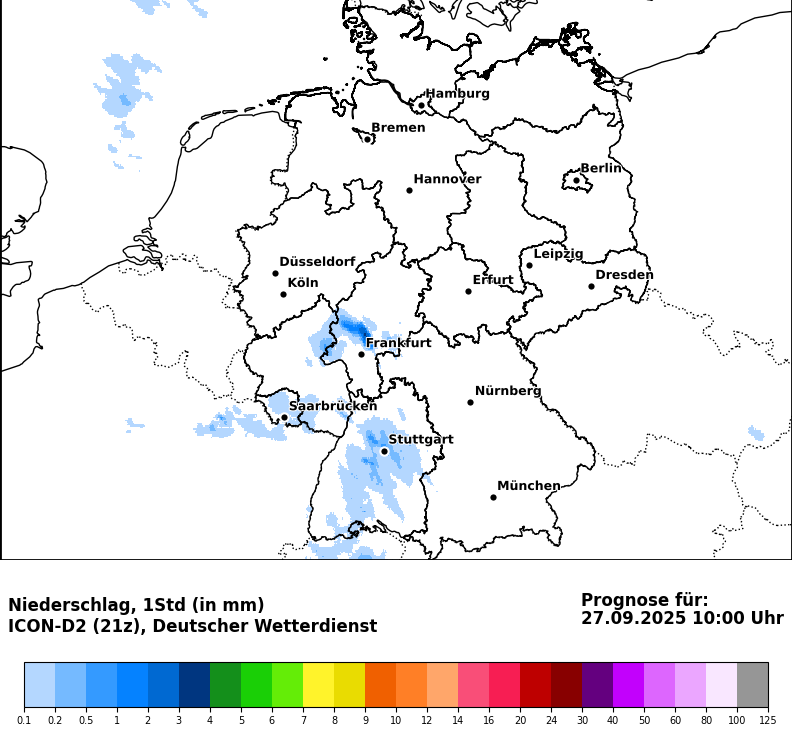 Hamburg
Bremen
Berlin
Hannover
Leipzig
Düsseldorf
Dresden
Köln
Erfurt
Frankfurt
Nürnberg
Saarbrücken
Stuttgart
München
Niederschlag, 1Std (in mm)
ICON-D2 (21z), Deutscher Wetterdienst
Prognose für:
27.09.2025 10:00 Uhr
0.1 0.2 0.5 1 2 3 4 5 6 7 8 9 10 12 14 16 20 24 30 40 50 60 80 100 125